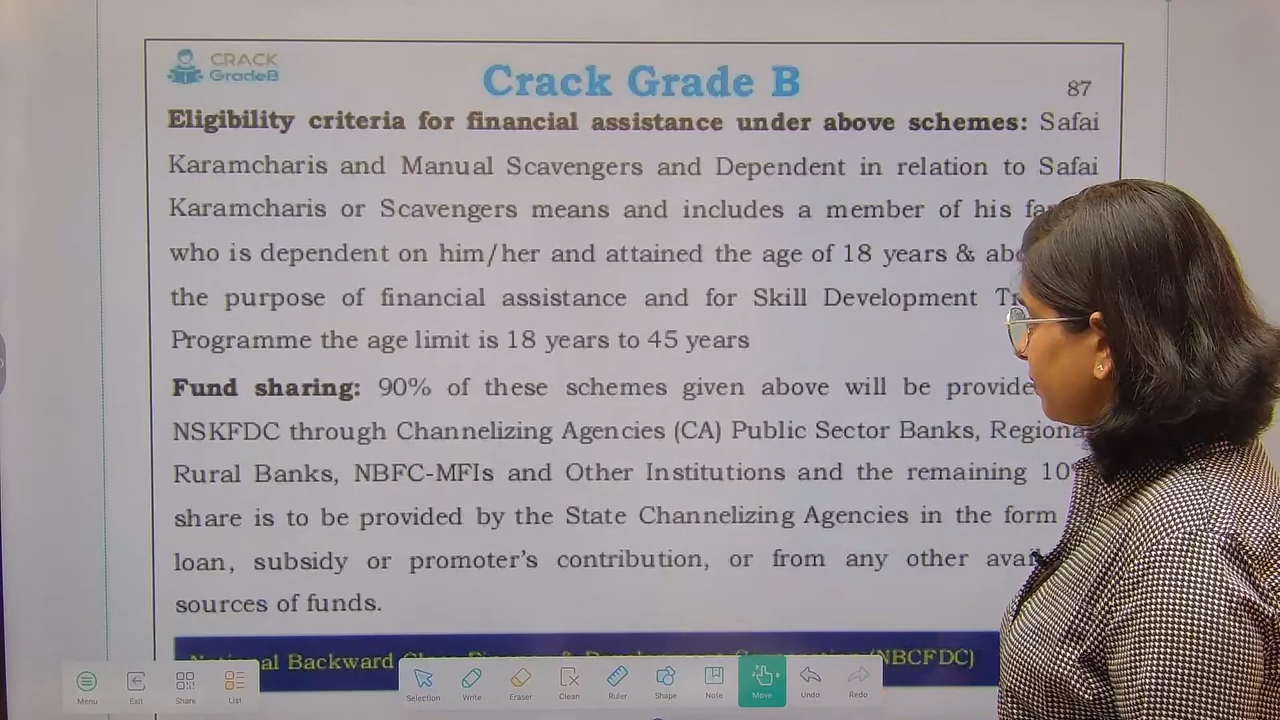 CRACK
GradeB
Crack Grade B
87
Eligibility criteria for financial assistance under above schemes: Safai
Karamcharis and Manual Scavengers and Dependent in relation to Safai
Karamcharis or Scavengers means and includes a member of his
who is dependent on him/her and attained the age of 18 years &
the purpose of financial assistance and for Skill Development
Programme the age limit is 18 years to 45 years
Fund sharing: 90% of these schemes given above will be
NSKFDC through Channelizing Agencies (CA) Public Sector Banks,
Rural Banks, NBFC-MFIs and Other Institutions and the remaining
share is to be provided by the State Channelizing Agencies in the form
loan, subsidy or promoter's contribution, or from any other
sources of funds.
Backward (NBCFDC)
Menu
Exit
Share
List
Selection
Write
Eraser
Clean
Ruler
Shape
Note
Move
Undo
Redo